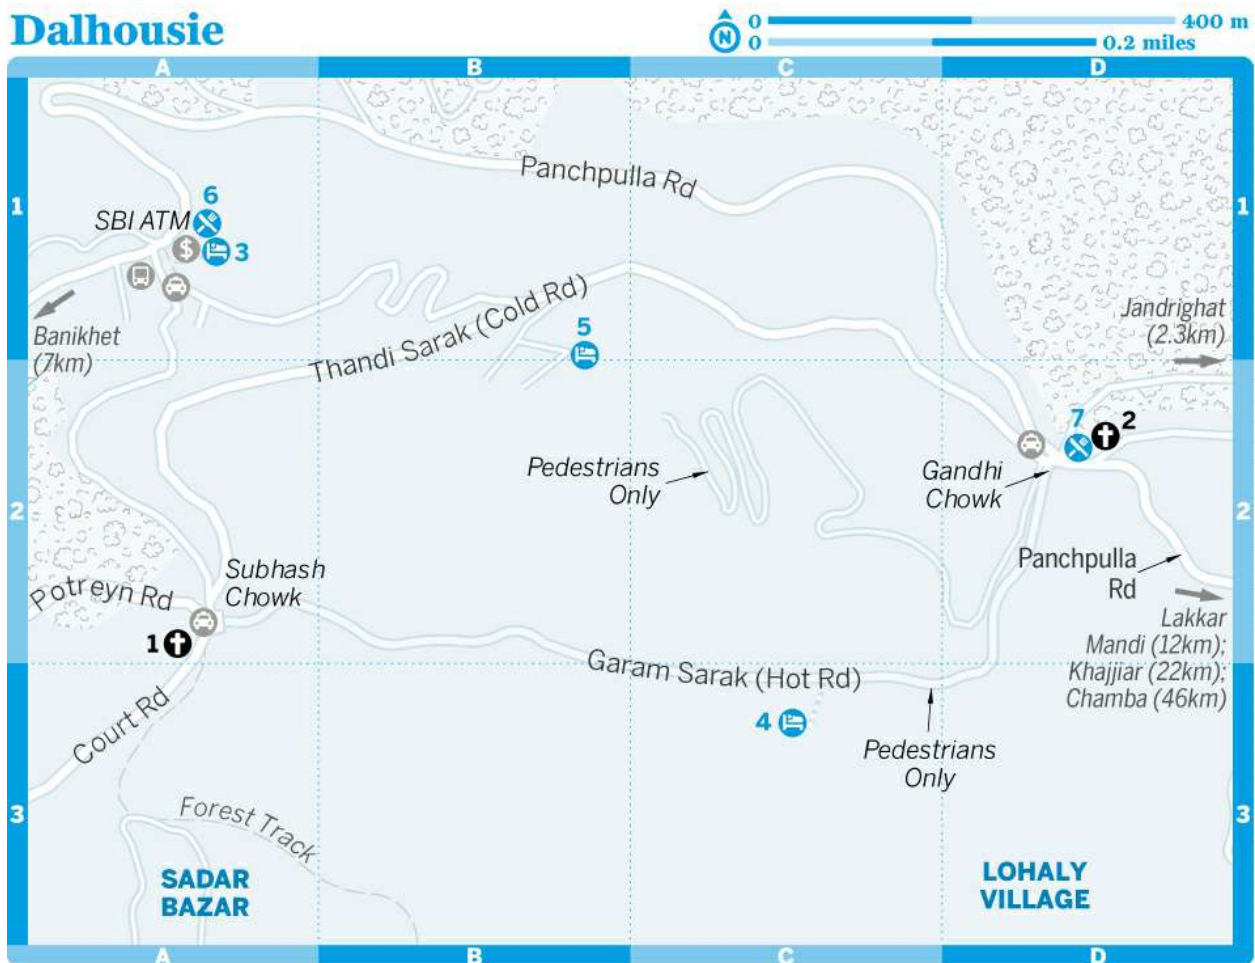 Dalhousie
N
0
400 m
0
0.2 miles
A
B
C
D
1
1
Panchpulla Rd
6
SBI ATM
$
3
Banikhet
(7km)
Thandi Sarak (Cold Rd)
5
Jandrighat
(2.3km)
7
2
Pedestrians
Only
Gandhi
Chowk
2
2
Panchpulla
Rd
Potreyn Rd
Subhash
Chowk
1
Lakkar
Mandi (12km);
Khajjiar (22km);
Chamba (46km)
Garam Sarak (Hot Rd)
4
Court Rd
Pedestrians
Only
3
3
Forest Track
SADAR
BAZAR
LOHALY
VILLAGE
A
B
C
D